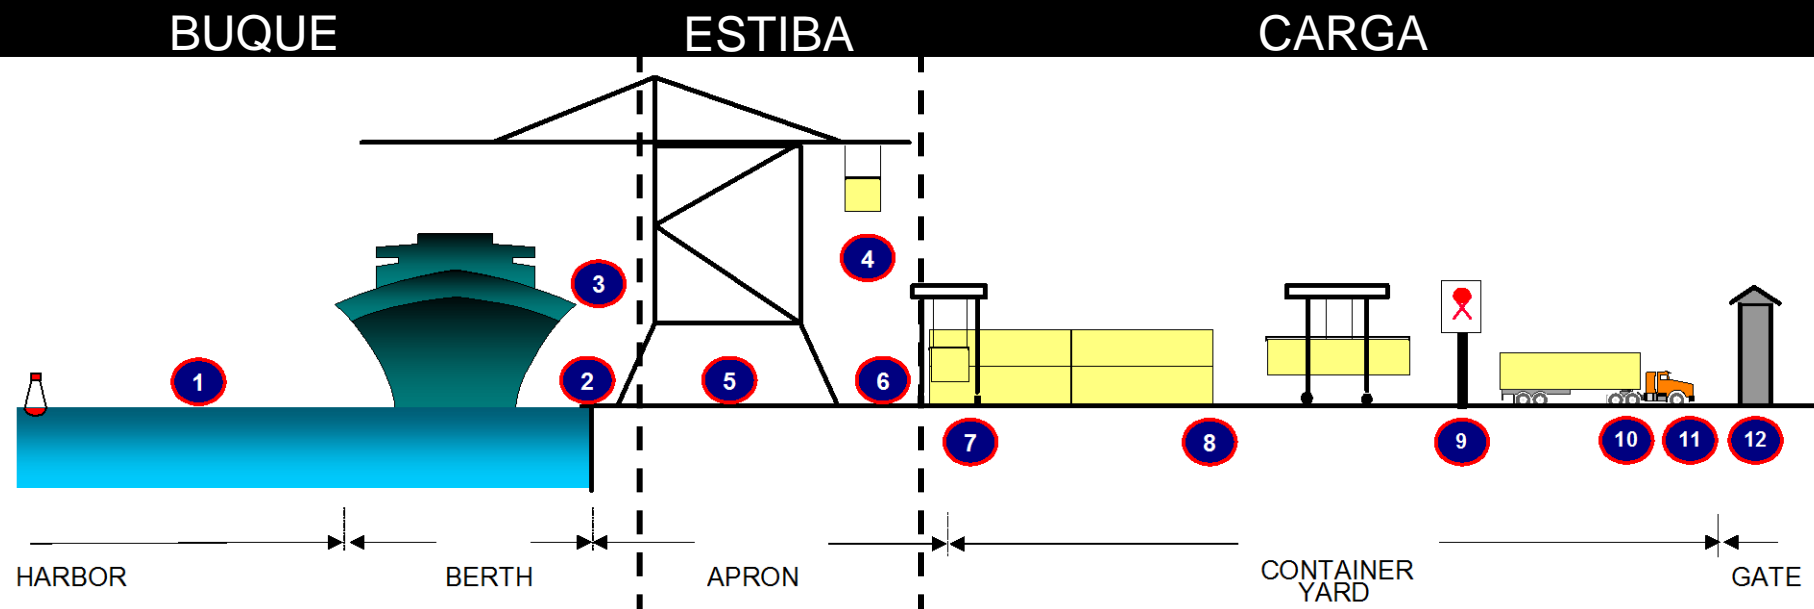 BUQUE
ESTIBA
CARGA
1
2
3
4
5
6
7
8
9
10
11
12
HARBOR
BERTH
APRON
CONTAINER
YARD
GATE